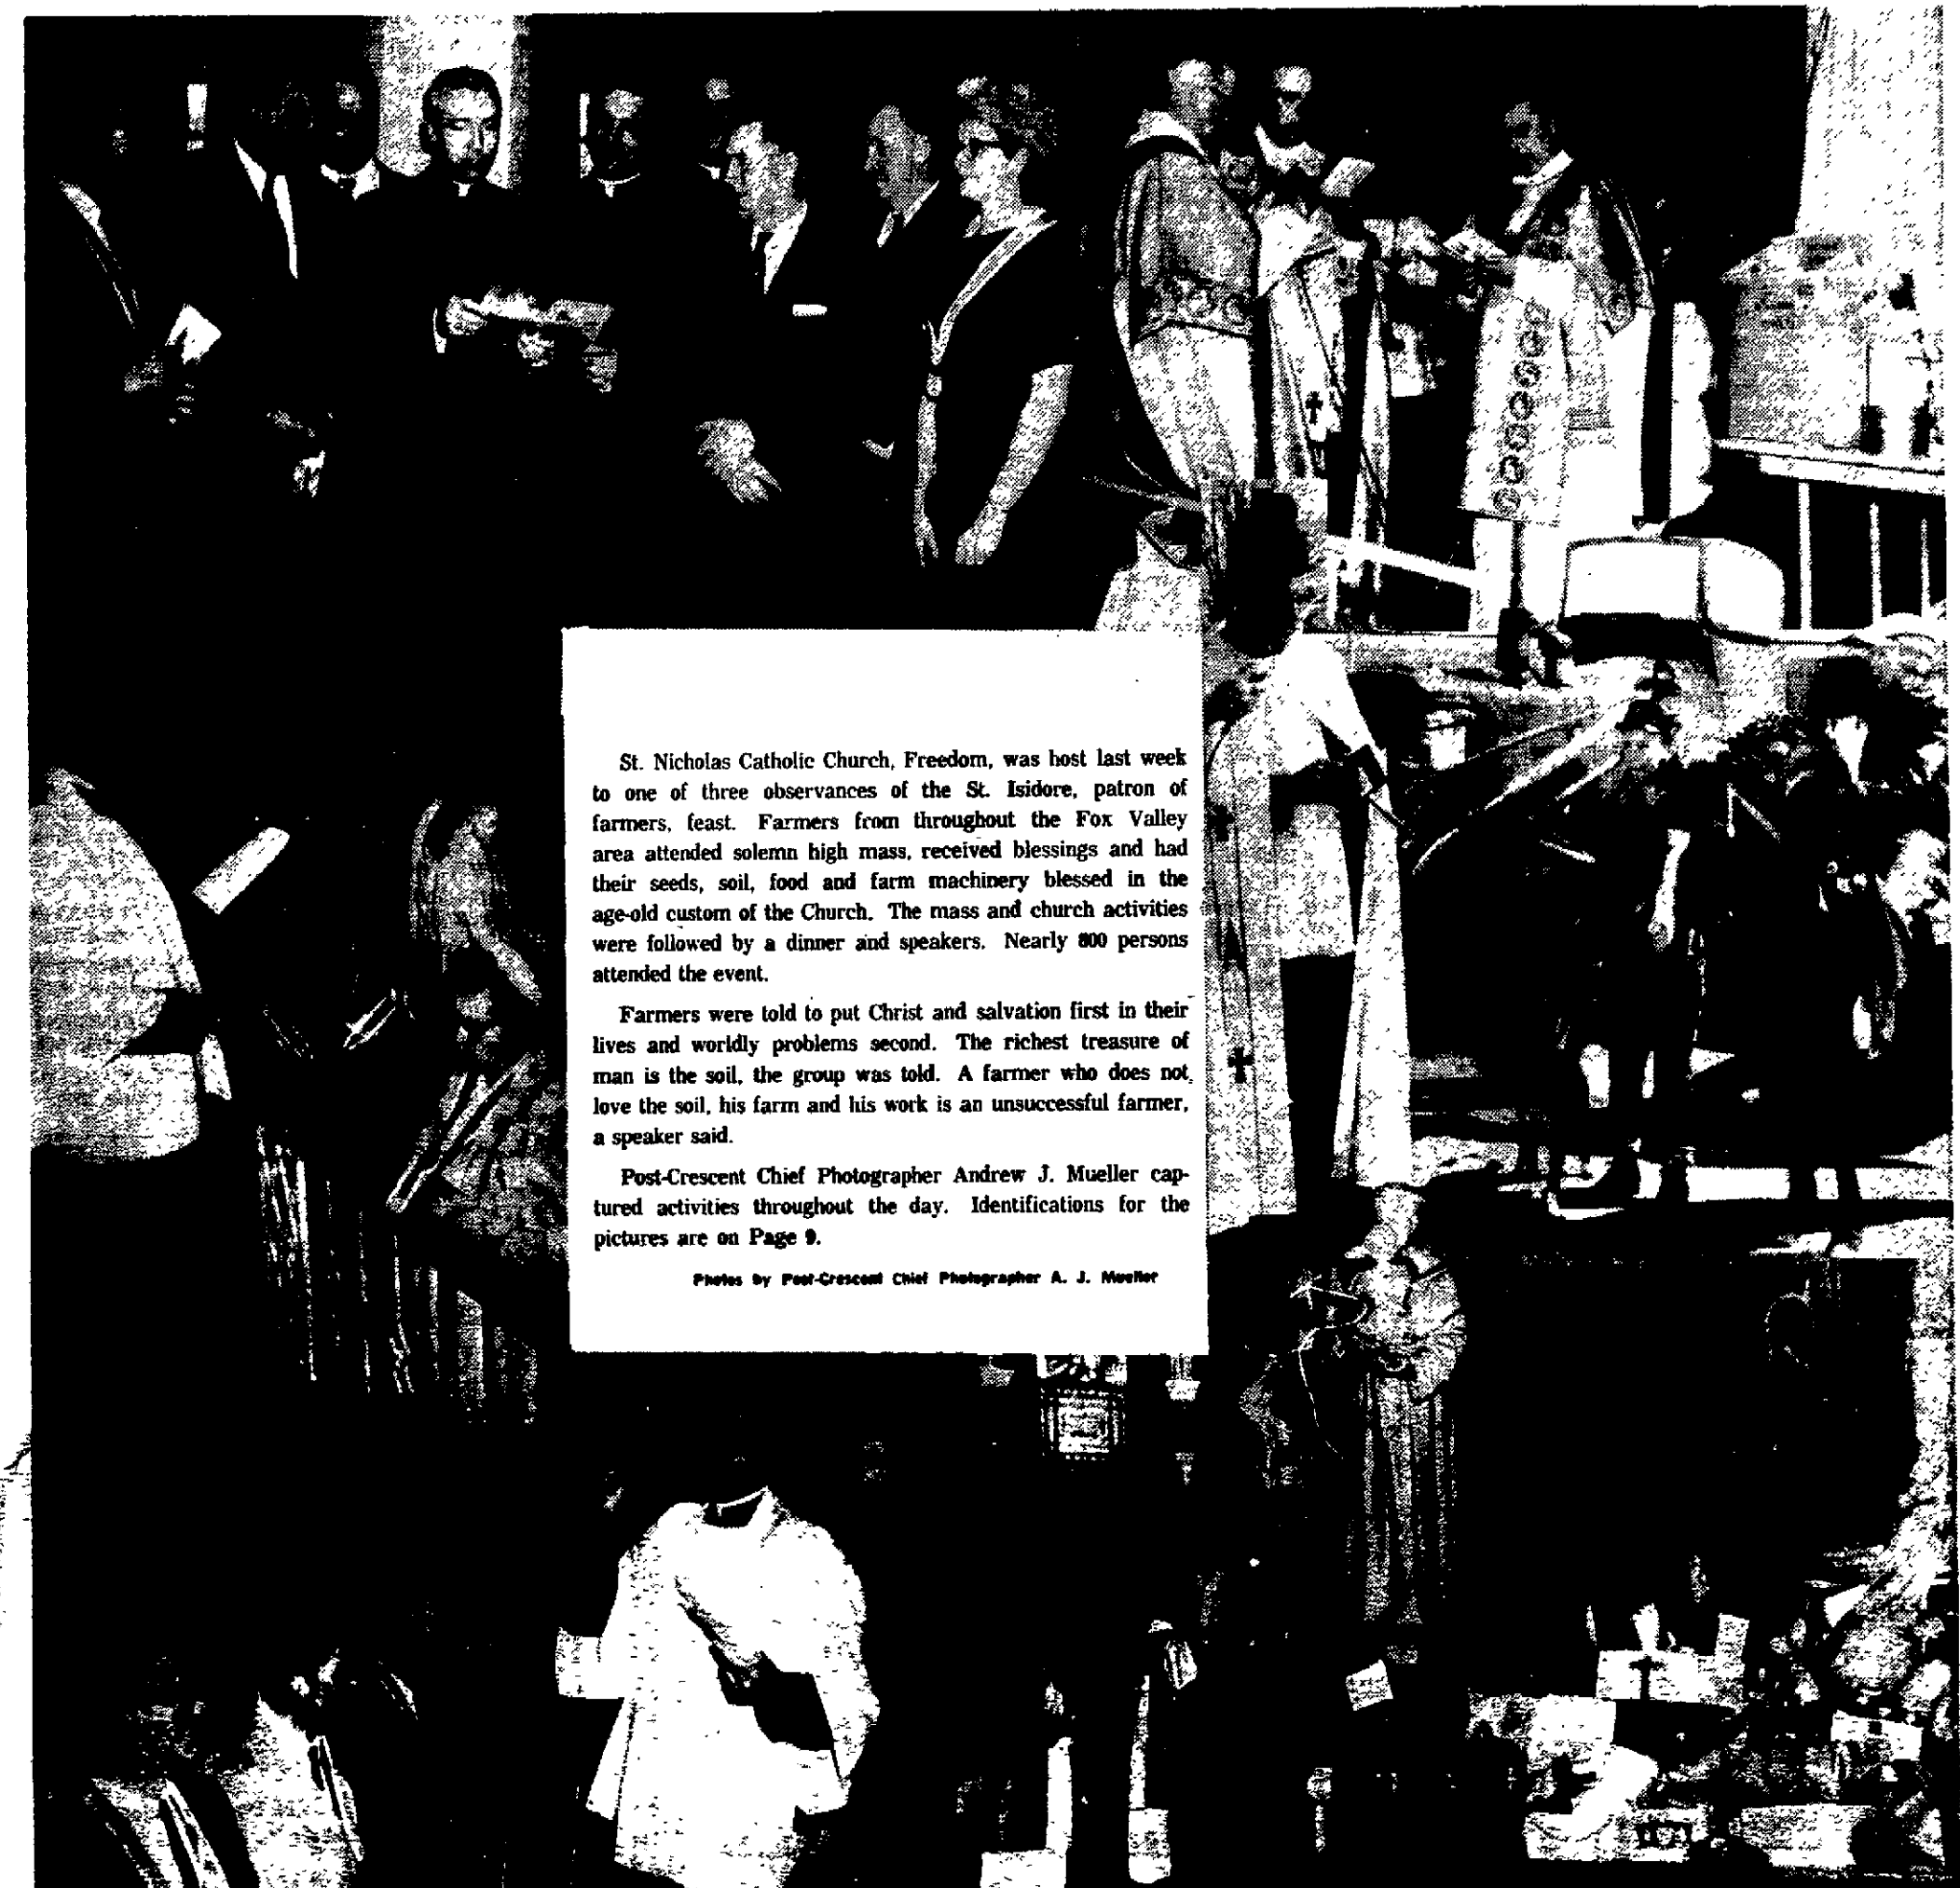 St. Nicholas Catholic Church, Freedom, was host last week
to one of three observances of the St. Isidore, patron of
farmers, feast. Farmers from throughout the Fox Valley
area attended solemn high mass, received blessings and had
their seeds, soil, food and farm machinery blessed in the
age-old custom of the Church. The mass and church activities
were followed by a dinner and speakers. Nearly 800 persons
attended the event.
Farmers were told to put Christ and salvation first in their
lives and worldly problems second. The richest treasure of
man is the soil, the group was told. A farmer who does not
love the soil, his farm and his work is an unsuccessful farmer,
a speaker said.
Post-Crescent Chief Photographer Andrew J. Mueller cap-
tured activities throughout the day. Identifications for the
pictures are on Page 9.
Photos by Post-Crescent Chief Photographer A. J. Mueller